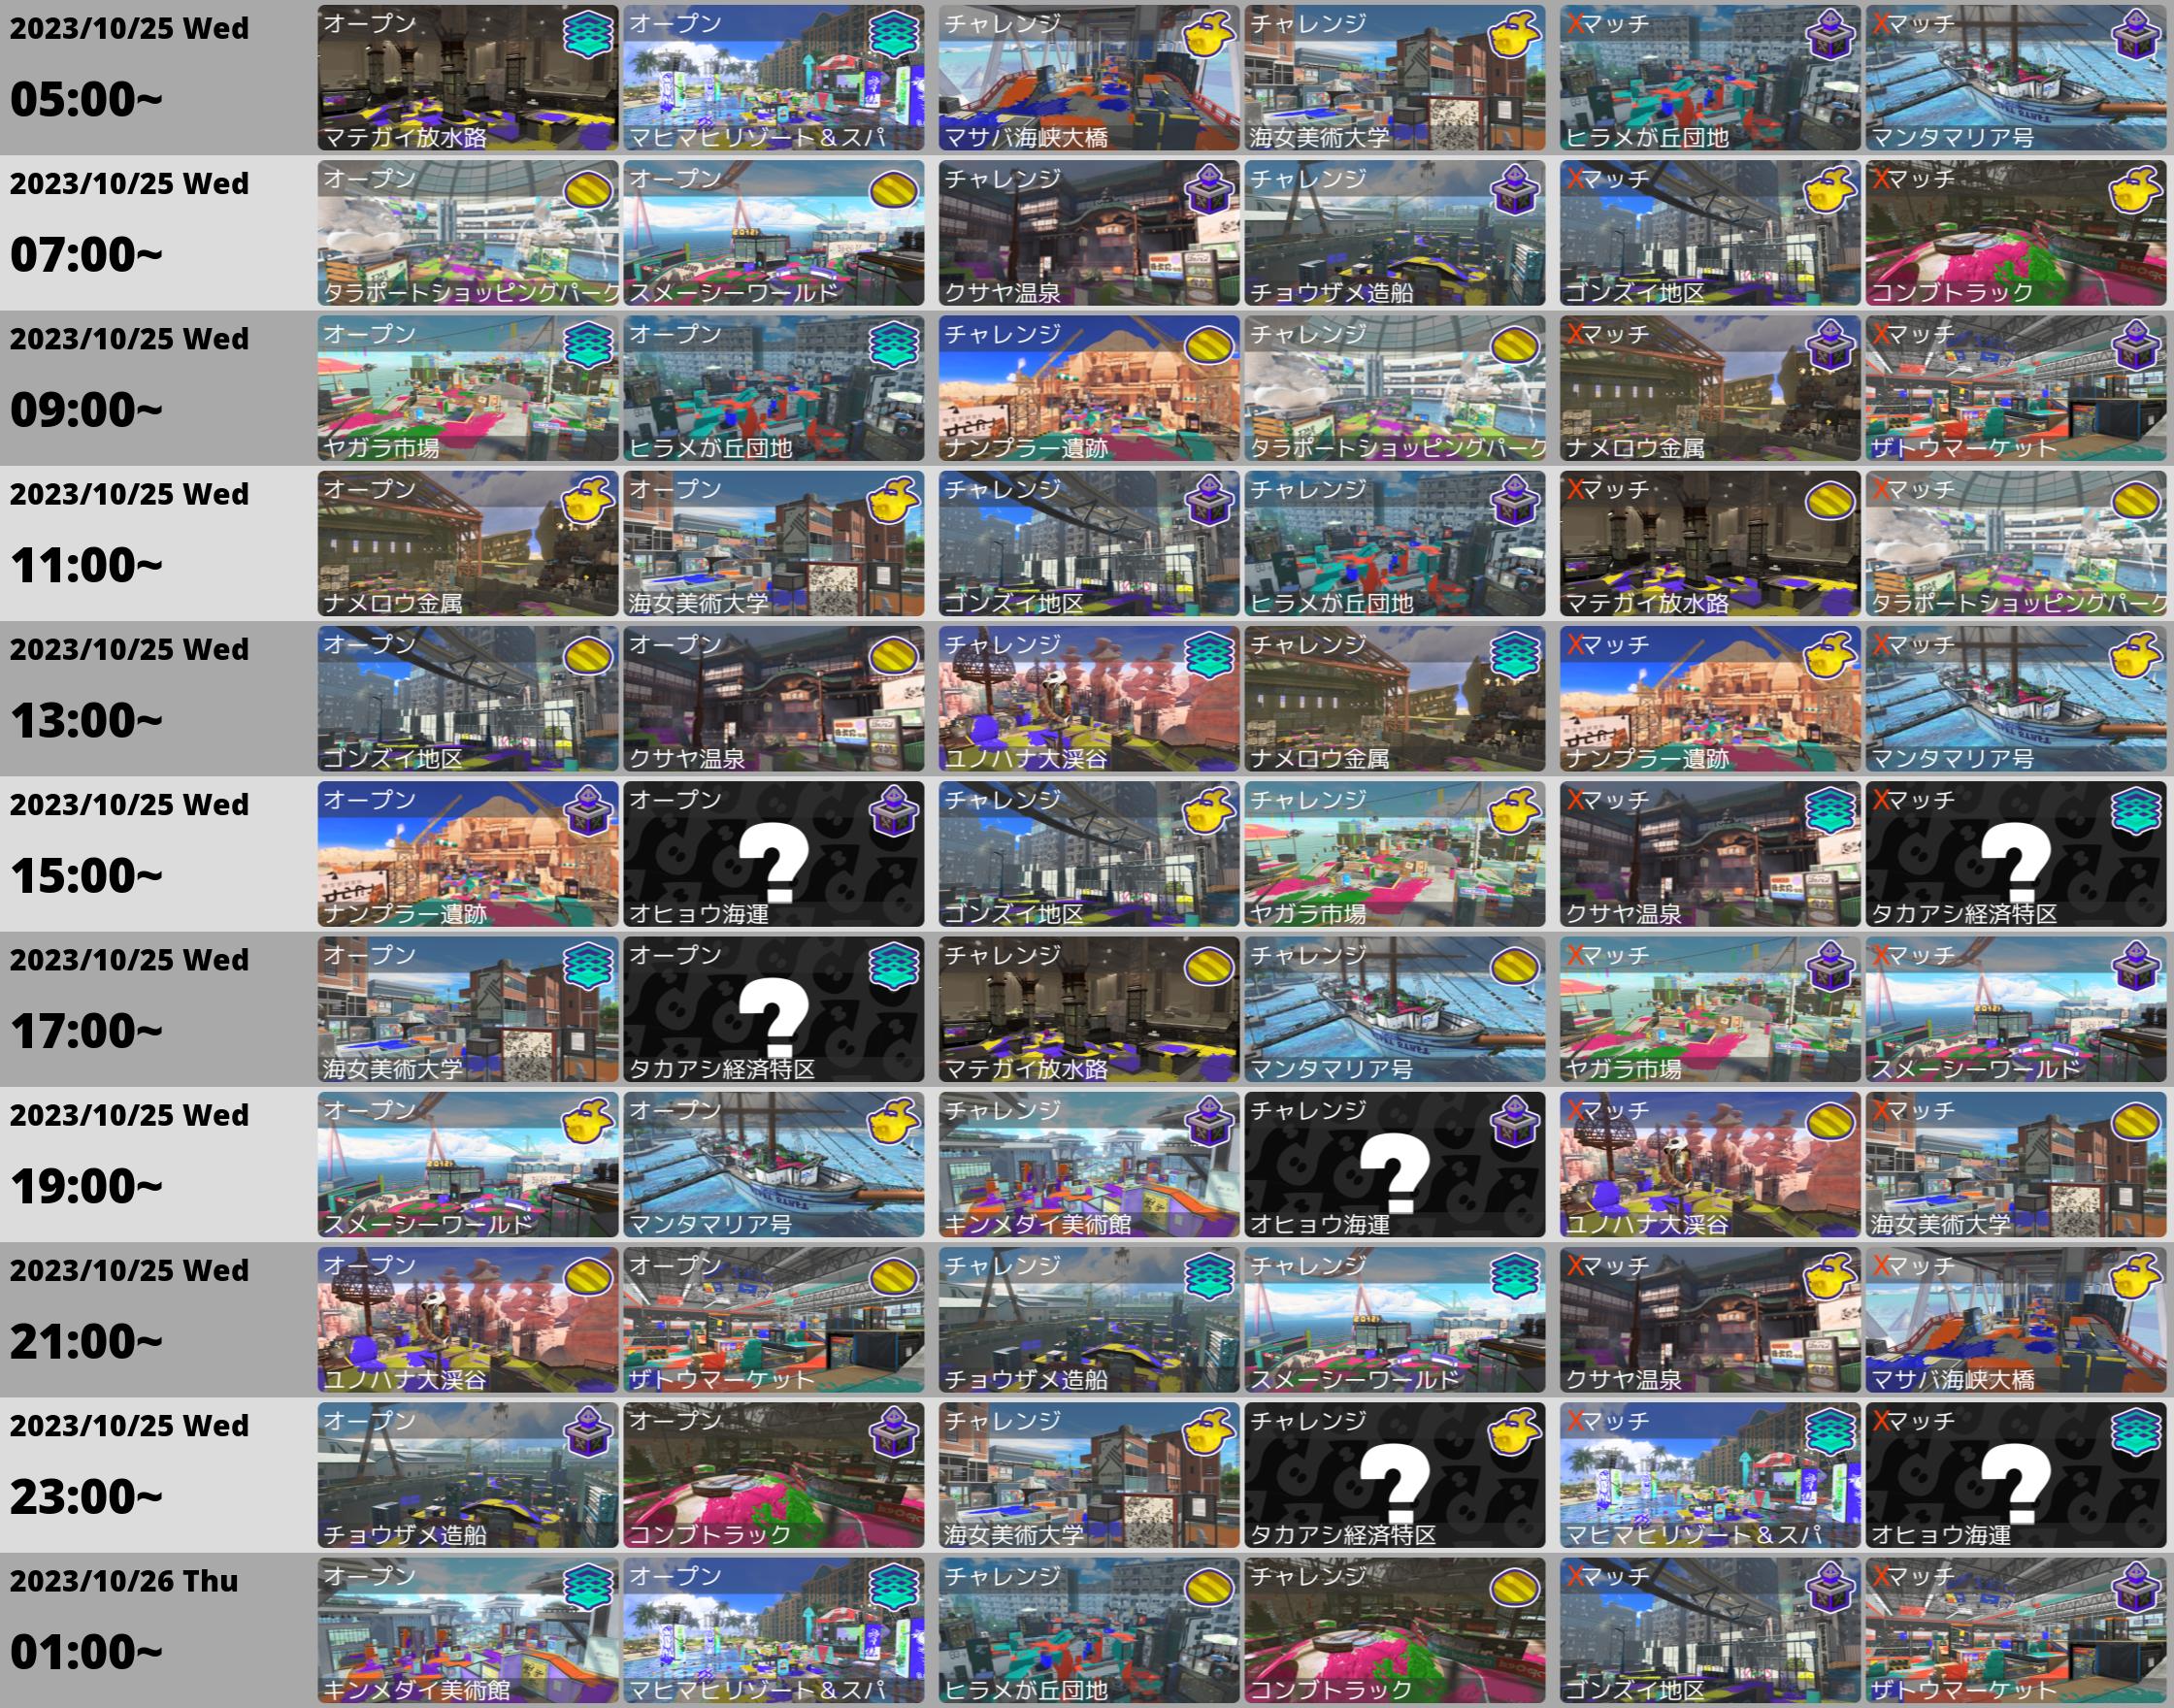 2023/10/25 Wed
05:00~
オープン
マテガイ放水路
オープン
マヒマヒリゾート＆スパ
チャレンジ
マサバ海峡大橋
チャレンジ
海女美術大学
Xマッチ
ヒラメが丘団地
Xマッチ
マンタマリア号
2023/10/25 Wed
07:00~
オープン
タラポートショッピングパーク
オープン
スメーシーワールド
チャレンジ
クサヤ温泉
チャレンジ
チョウザメ造船
Xマッチ
ゴンズイ地区
Xマッチ
コンブトラック
2023/10/25 Wed
09:00~
オープン
ヤガラ市場
オープン
ヒラメが丘団地
チャレンジ
ナンプラー遺跡
チャレンジ
タラポートショッピングパーク
Xマッチ
ナメロウ金属
Xマッチ
ザトウマーケット
2023/10/25 Wed
11:00~
オープン
ナメロウ金属
オープン
海女美術大学
チャレンジ
ゴンズイ地区
チャレンジ
ヒラメが丘団地
Xマッチ
マテガイ放水路
Xマッチ
タラポートショッピングパーク
2023/10/25 Wed
13:00~
オープン
ゴンズイ地区
オープン
クサヤ温泉
チャレンジ
ユノハナ大渓谷
チャレンジ
ナメロウ金属
Xマッチ
ナンプラー遺跡
Xマッチ
マンタマリア号
2023/10/25 Wed
15:00~
オープン
ナンプラー遺跡
オープン
?
オヒョウ海運
チャレンジ
ゴンズイ地区
チャレンジ
ヤガラ市場
Xマッチ
クサヤ温泉
Xマッチ
?
タカアシ経済特区
2023/10/25 Wed
17:00~
オープン
海女美術大学
オープン
?
タカアシ経済特区
チャレンジ
マテガイ放水路
チャレンジ
マンタマリア号
Xマッチ
ヤガラ市場
Xマッチ
スメーシーワールド
2023/10/25 Wed
19:00~
オープン
スメーシーワールド
オープン
マンタマリア号
チャレンジ
キンメダイ美術館
チャレンジ
?
オヒョウ海運
Xマッチ
ユノハナ大渓谷
Xマッチ
海女美術大学
2023/10/25 Wed
21:00~
オープン
ユノハナ大渓谷
オープン
ザトウマーケット
チャレンジ
チョウザメ造船
チャレンジ
スメーシーワールド
Xマッチ
クサヤ温泉
Xマッチ
マサバ海峡大橋
2023/10/25 Wed
23:00~
オープン
チョウザメ造船
オープン
コンブトラック
チャレンジ
海女美術大学
チャレンジ
?
タカアシ経済特区
Xマッチ
マヒマヒリゾート＆スパ
Xマッチ
?
オヒョウ海運
2023/10/26 Thu
01:00~
オープン
キンメダイ美術館
オープン
マヒマヒリゾート＆スパ
チャレンジ
ヒラメが丘団地
チャレンジ
コンブトラック
Xマッチ
ゴンズイ地区
Xマッチ
ザトウマーケット